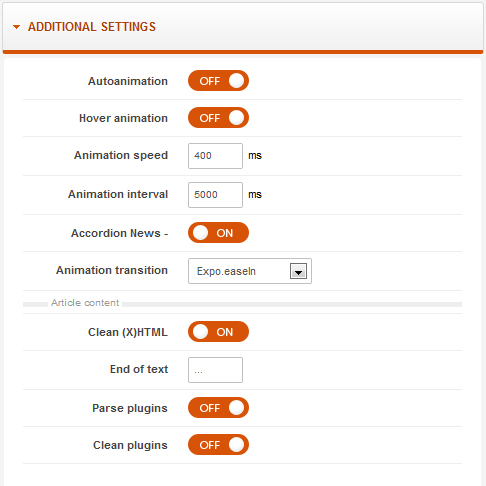 ADDITIONAL SETTINGS
Autoanimation OFF
Hover animation OFF
Animation speed 400 ms
Animation interval 5000 ms
Accordion News - ON
Animation transition Expo.easeIn
Article content
Clean (X)HTML ON
End of text ...
Parse plugins OFF
Clean plugins OFF